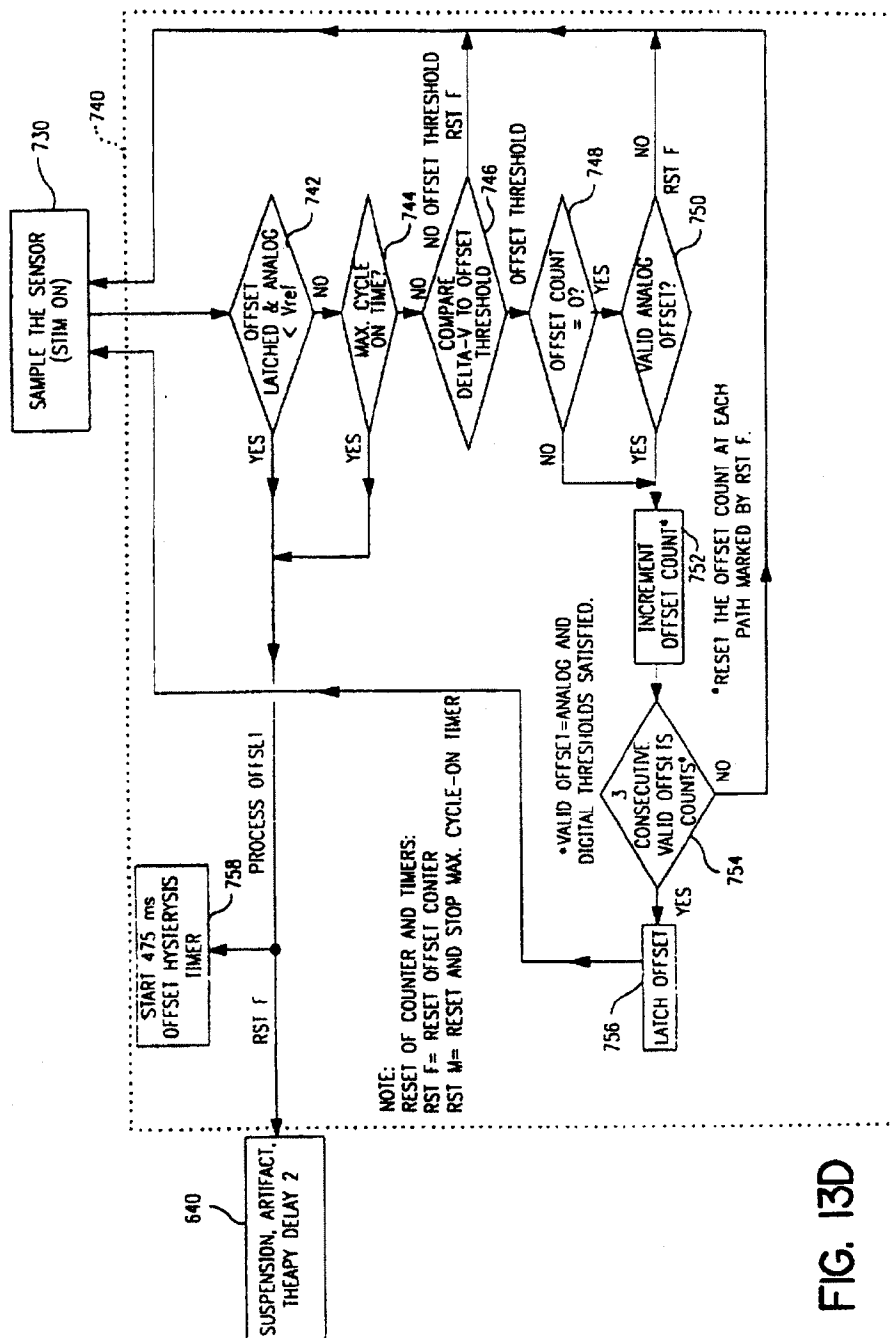 730
SAMPLE THE SENSOR
(STIM ON)
740
742
OFFSET
LATCHED & ANALOG
< Vref
YES
NO
744
MAX. CYCLE
ON TIME?
YES
NO
746
COMPARE
DELTA-V TO OFFSET
THRESHOLD
NO OFFSET THRESHOLD
RST F
OFFSET THRESHOLD
748
OFFSET COUNT
= 0?
NO
YES
750
VALID ANALOG
OFFSET?
YES
NO
RST F
INCREMENT
OFFSET COUNT*
752
*RESET THE OFFSET COUNT AT EACH
PATH MARKED BY RST F.
*VALID OFFSET=ANALOG AND
DIGITAL THRESHOLDS SATISFIED.
3
CONSECUTIVE
VALID OFFSETS
COUNTS*
754
NO
YES
LATCH OFFSET
756
PROCESS OFFSET
START 475 ms
OFFSET HYSTERYSIS
TIMER
758
RST F
NOTE:
RESET OF COUNTER AND TIMERS:
RST F= RESET OFFSET CONTER
RST M= RESET AND STOP MAX. CYCLE-ON TIMER
640
SUSPENSION, ARTIFACT,
THEAPY DELAY 2
FIG. 13D